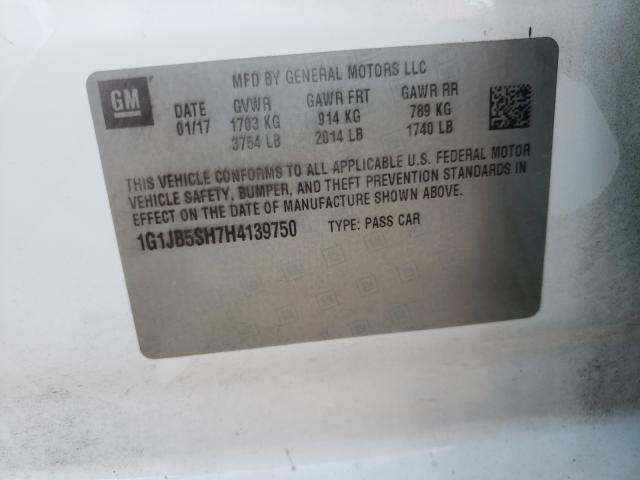 GM
MFD BY GENERAL MOTORS LLC
DATE GVWR GAWR FRT GAWR RR
01/17 1703 KG 914 KG 789 KG
3754 LB 2014 LB 1740 LB
THIS VEHICLE CONFORMS TO ALL APPLICABLE U.S. FEDERAL MOTOR
VEHICLE SAFETY, BUMPER, AND THEFT PREVENTION STANDARDS IN
EFFECT ON THE DATE OF MANUFACTURE SHOWN ABOVE.
1G1JB5SH7H4139750 TYPE: PASS CAR